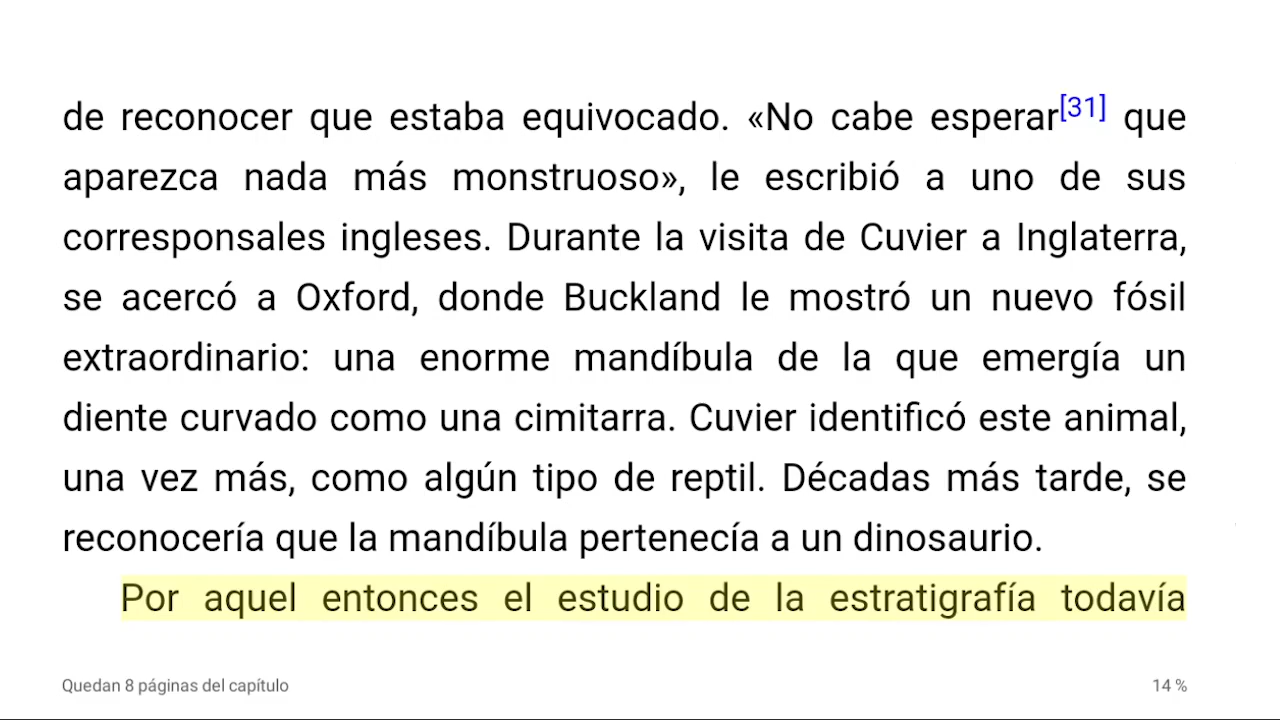 de reconocer que estaba equivocado. «No cabe esperar[31] que
aparezca nada más monstruoso», le escribió a uno de sus
corresponsales ingleses. Durante la visita de Cuvier a Inglaterra,
se acercó a Oxford, donde Buckland le mostró un nuevo fósil
extraordinario: una enorme mandíbula de la que emergía un
diente curvado como una cimitarra. Cuvier identificó este animal,
una vez más, como algún tipo de reptil. Décadas más tarde, se
reconocería que la mandíbula pertenecía a un dinosaurio.
Por aquel entonces el estudio de la estratigrafía todavía
Quedan 8 páginas del capítulo
14 %